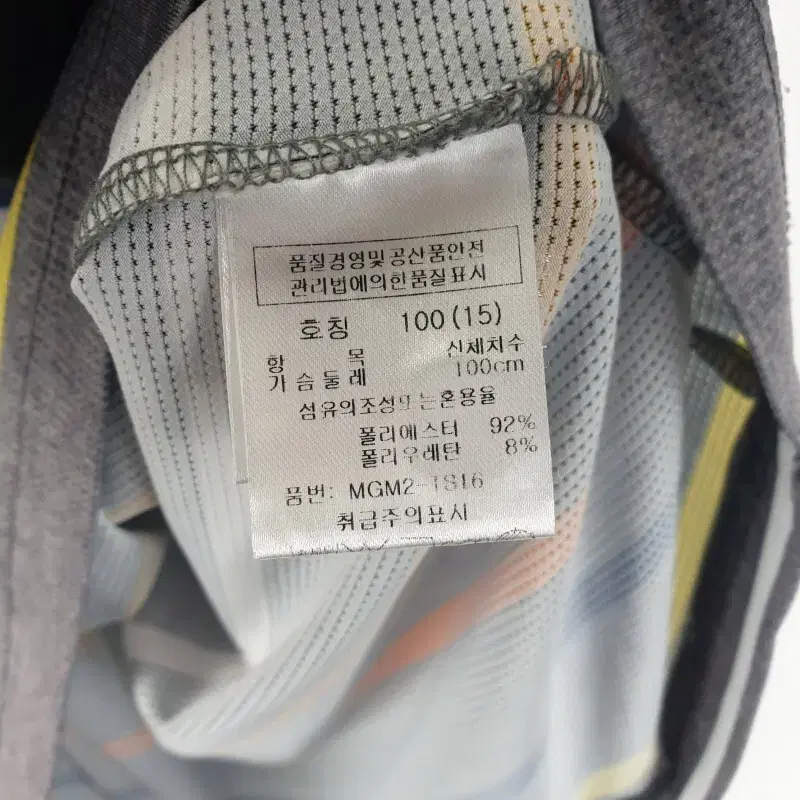 품질경영및공산품안전
관리법에의한품질표시
호칭 100(15)
항 목 신체치수
가슴둘레 100cm
섬유의조성또는혼용율
폴리에스터 92%
폴리우레탄 8%
품번: MGM2-TS16
취급주의표시